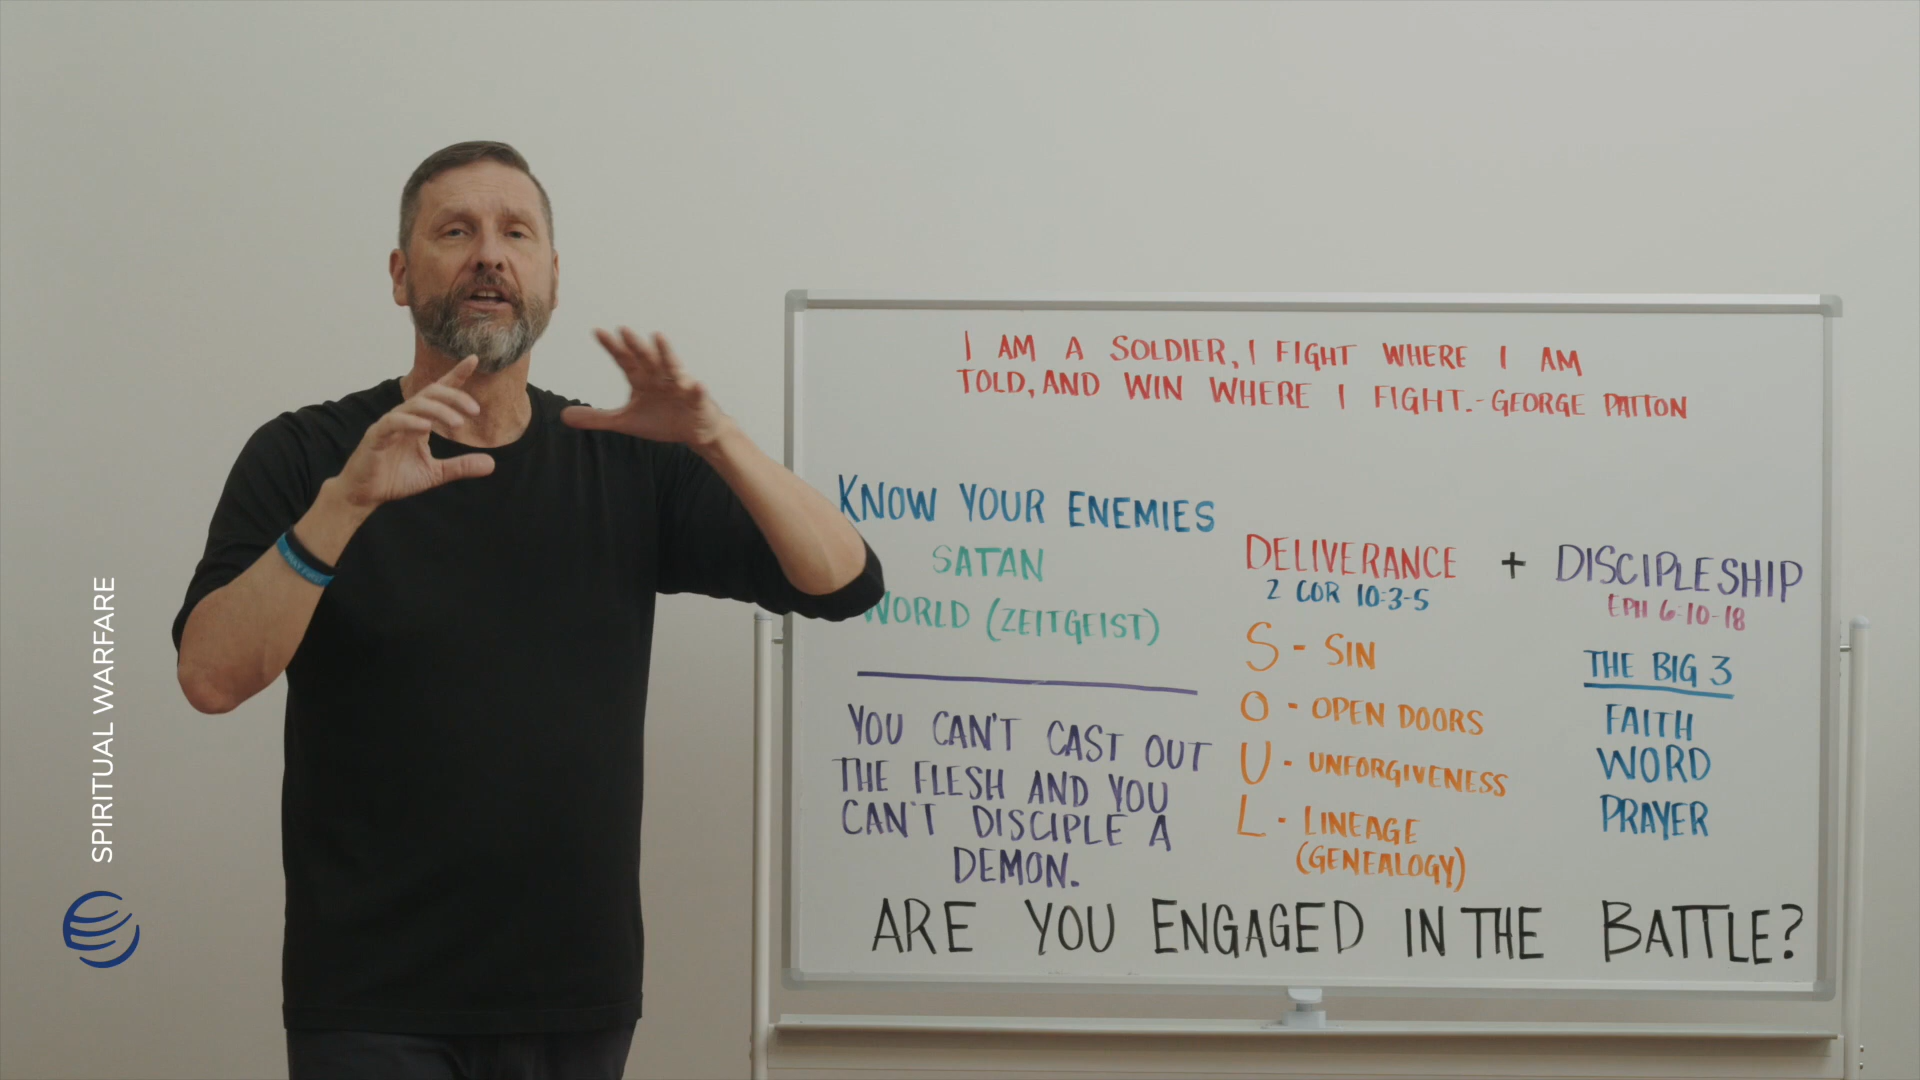 I AM A SOLDIER, I FIGHT WHERE I AM
TOLD, AND WIN WHERE I FIGHT.-GEORGE PATTON
KNOW YOUR ENEMIES
SATAN
WORLD (ZEITGEIST)
YOU CAN'T CAST OUT
THE FLESH AND YOU
CAN'T DISCIPLE A
DEMON.
DELIVERANCE
2 COR 10:3-5
S - SIN
O - OPEN DOORS
U - UNFORGIVENESS
L - LINEAGE
(GENEALOGY)
+
DISCIPLESHIP
EPH 6:10-18
THE BIG 3
FAITH
WORD
PRAYER
ARE YOU ENGAGED IN THE BATTLE?
SPIRITUAL WARFARE